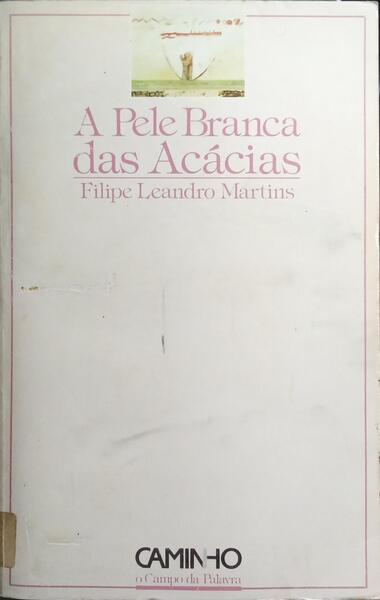 A Pele Branca
das Acácias
Filipe Leandro Martins
CAMINHO
o Campo da Palavra